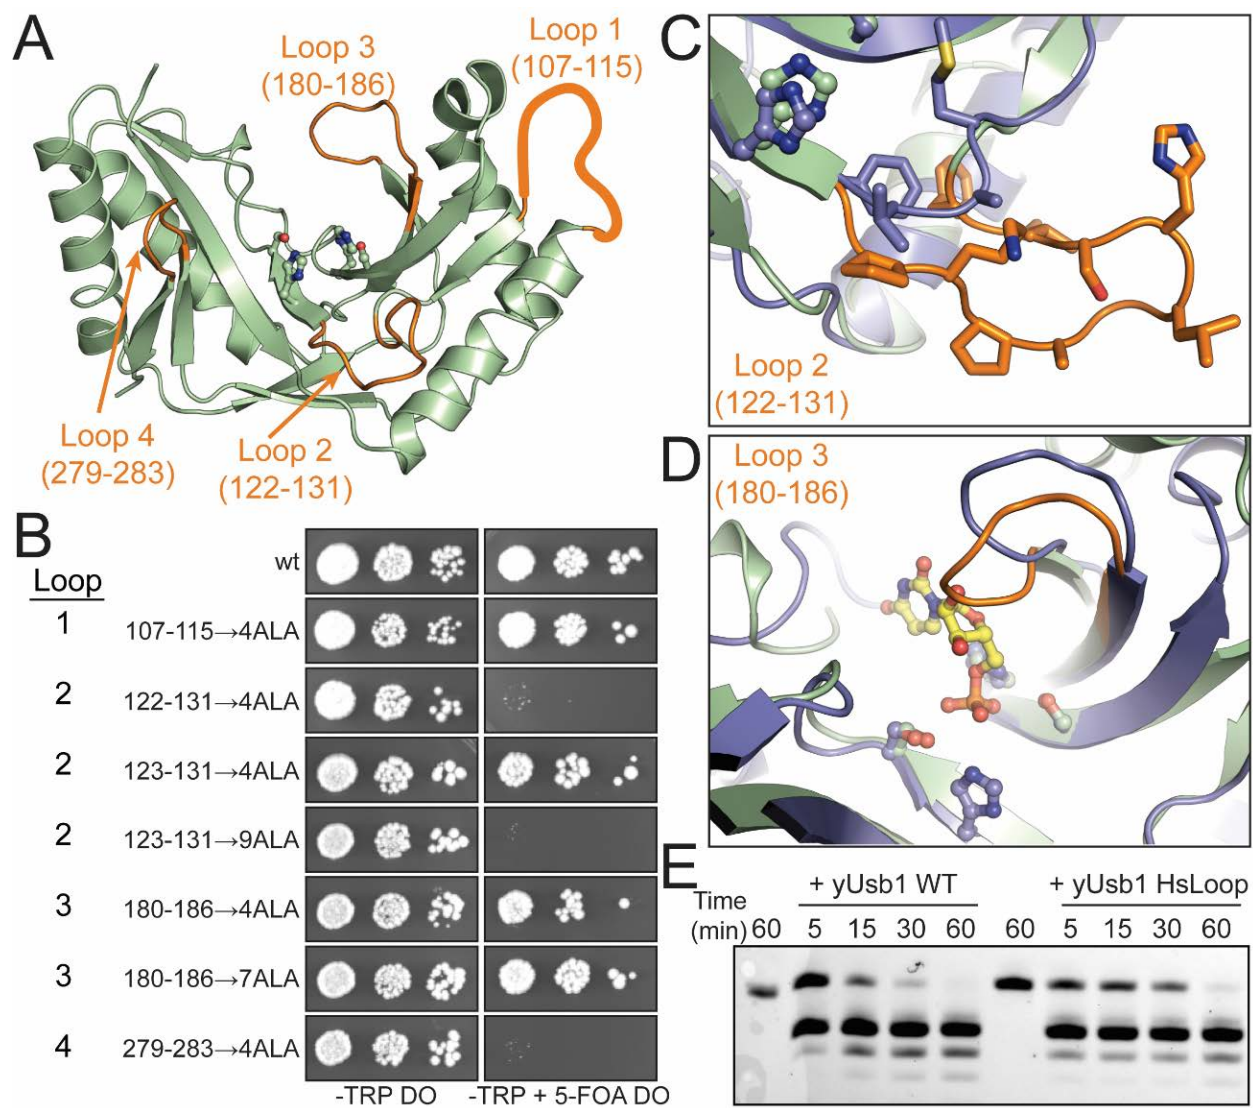 A
Loop 3
(180-186)
Loop 1
(107-115)
Loop 4
(279-283)
Loop 2
(122-131)
B
Loop
wt
1 107-115→4ALA
2 122-131→4ALA
2 123-131→4ALA
2 123-131→9ALA
3 180-186→4ALA
3 180-186→7ALA
4 279-283→4ALA
-TRP DO -TRP + 5-FOA DO
C
Loop 2
(122-131)
D
Loop 3
(180-186)
E
+ yUsb1 WT + yUsb1 HsLoop
Time
(min) 60 5 15 30 60 60 5 15 30 60